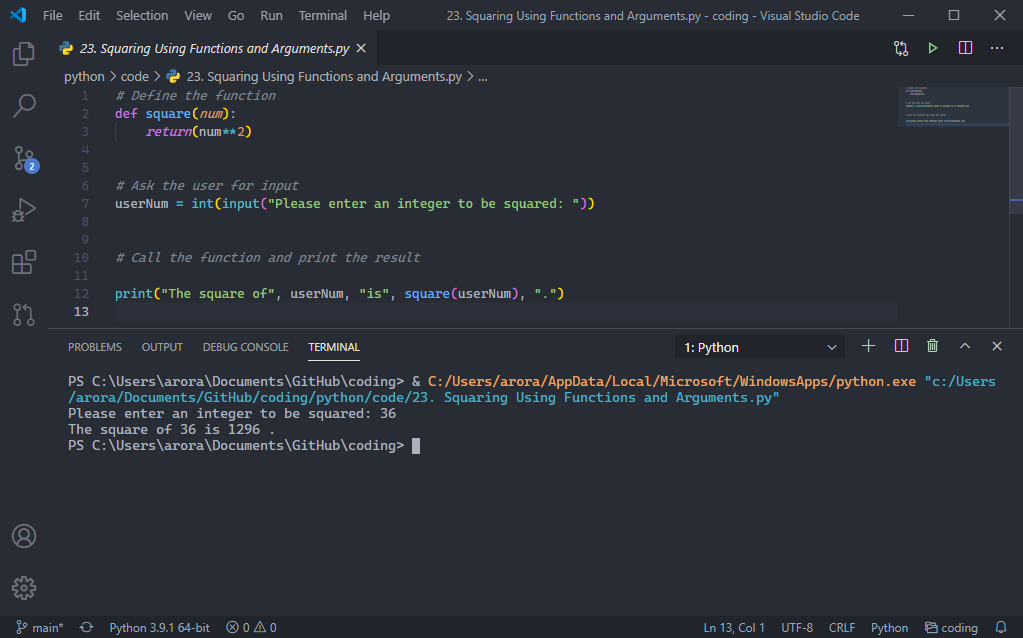 File Edit Selection View Go Run Terminal Help 23. Squaring Using Functions and Arguments.py - coding - Visual Studio Code
23. Squaring Using Functions and Arguments.py
python > code > 23. Squaring Using Functions and Arguments.py > ...
1 # Define the function
2 def square(num):
3 return(num**2)
4
5
6 # Ask the user for input
7 userNum = int(input("Please enter an integer to be squared: "))
8
9
10 # Call the function and print the result
11
12 print("The square of", userNum, "is", square(userNum), ".")
13
2
PROBLEMS OUTPUT DEBUG CONSOLE TERMINAL 1: Python
PS C:\Users\arora\Documents\GitHub\coding> & C:/Users/arora/AppData/Local/Microsoft/WindowsApps/python.exe "c:/Users
/arora/Documents/GitHub/coding/python/code/23. Squaring Using Functions and Arguments.py"
Please enter an integer to be squared: 36
The square of 36 is 1296 .
PS C:\Users\arora\Documents\GitHub\coding>
main* Python 3.9.1 64-bit 0 0 Ln 13, Col 1 UTF-8 CRLF Python coding